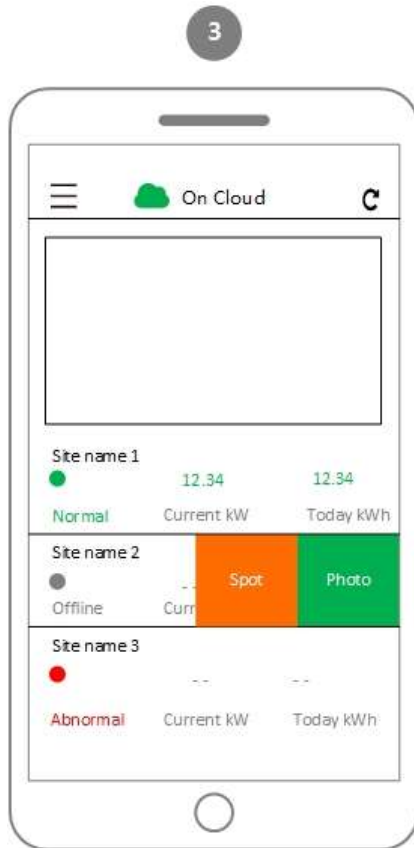 3
On Cloud
Site name 1
12.34 12.34
Normal Current kW Today kWh
Site name 2
- - Spot Photo
Offline Curr
Site name 3
- - - -
Abnormal Current kW Today kWh